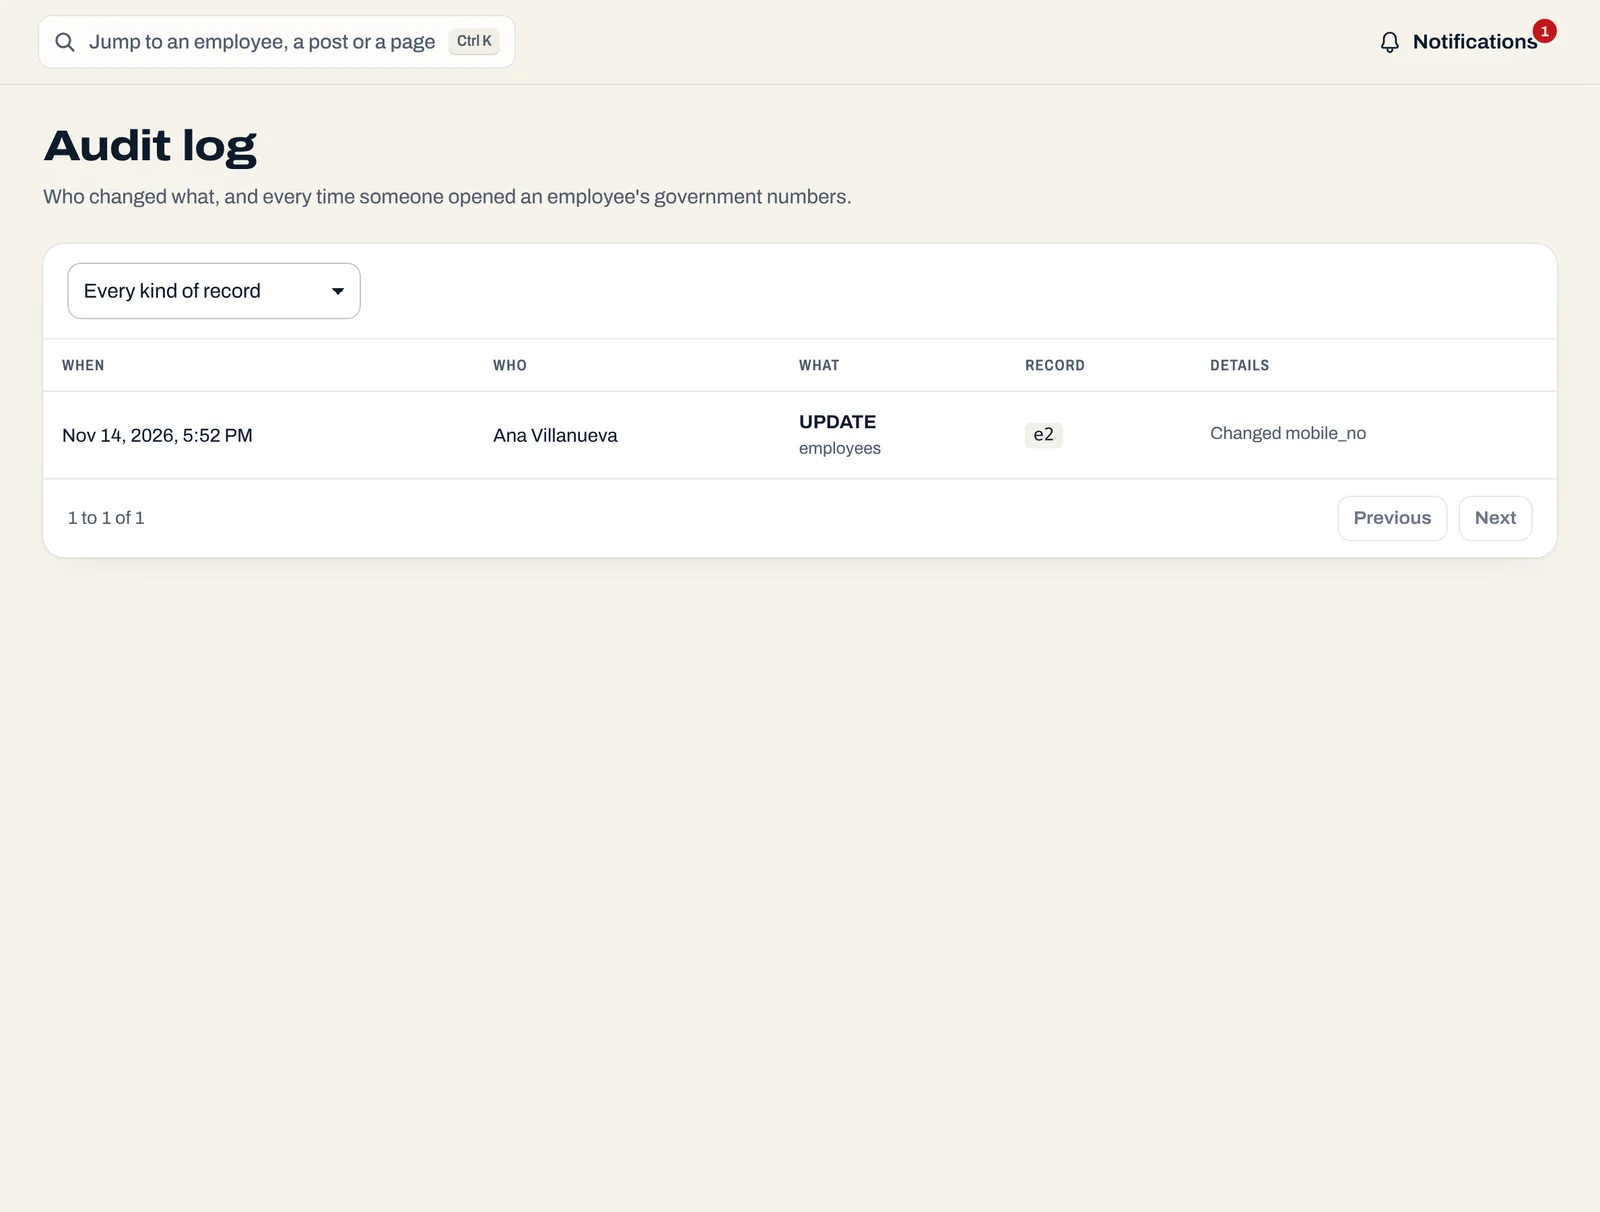 Jump to an employee, a post or a page Ctrl K
Notifications 1
Audit log
Who changed what, and every time someone opened an employee's government numbers.
Every kind of record
WHEN WHO WHAT RECORD DETAILS
Nov 14, 2026, 5:52 PM Ana Villanueva UPDATE employees e2 Changed mobile_no
1 to 1 of 1 Previous Next